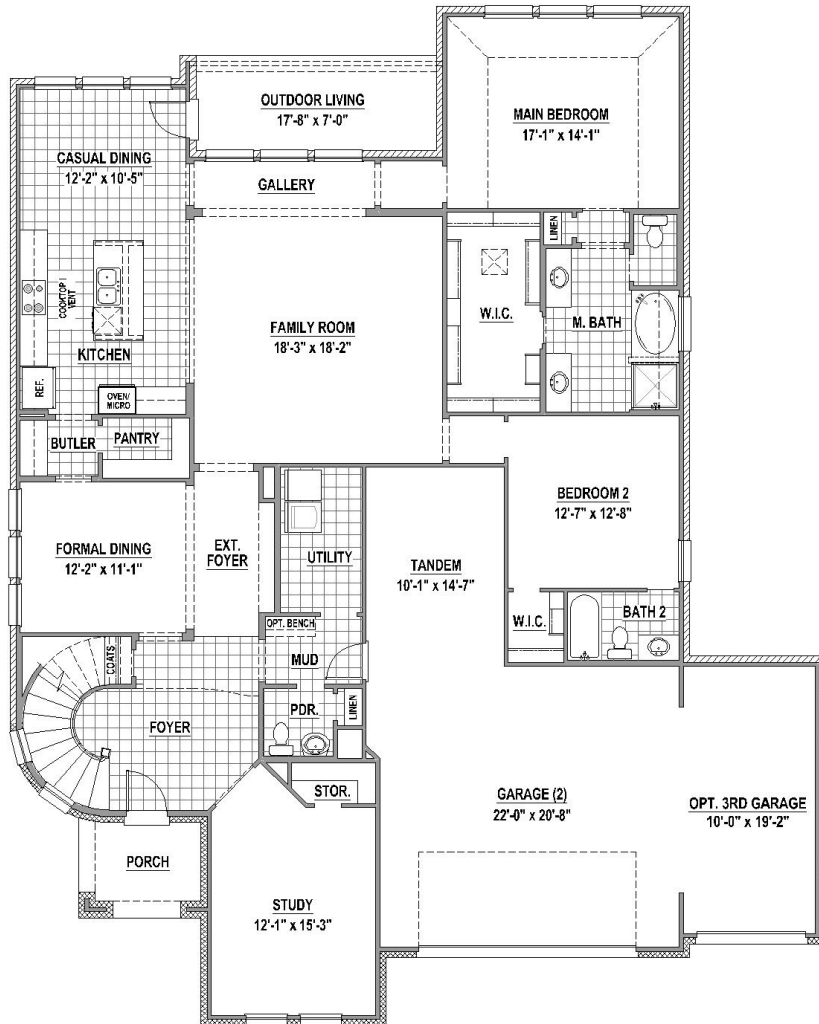 OUTDOOR LIVING
17'-8" x 7'-0"
MAIN BEDROOM
17'-1" x 14'-1"
CASUAL DINING
12'-2" x 10'-5"
GALLERY
LINEN
COOKTOP /
VENT
W.I.C.
M. BATH
FAMILY ROOM
18'-3" x 18'-2"
KITCHEN
REF.
OVEN/
MICRO
BUTLER
PANTRY
BEDROOM 2
12'-7" x 12'-8"
FORMAL DINING
12'-2" x 11'-1"
EXT.
FOYER
UTILITY
TANDEM
10'-1" x 14'-7"
W.I.C.
BATH 2
OPT. BENCH
COATS
MUD
PDR.
LINEN
FOYER
STOR.
GARAGE (2)
22'-0" x 20'-8"
OPT. 3RD GARAGE
10'-0" x 19'-2"
PORCH
STUDY
12'-1" x 15'-3"